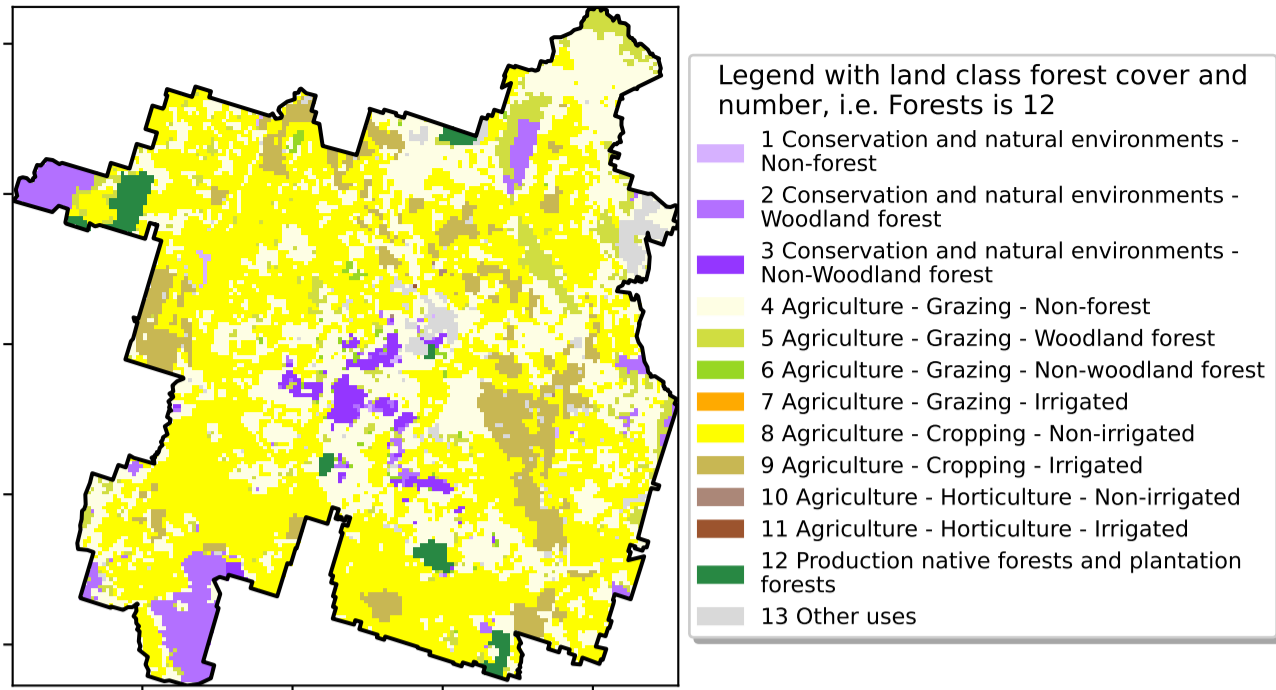 Legend with land class forest cover and
number, i.e. Forests is 12
1 Conservation and natural environments -
Non-forest
2 Conservation and natural environments -
Woodland forest
3 Conservation and natural environments -
Non-Woodland forest
4 Agriculture - Grazing - Non-forest
5 Agriculture - Grazing - Woodland forest
6 Agriculture - Grazing - Non-woodland forest
7 Agriculture - Grazing - Irrigated
8 Agriculture - Cropping - Non-irrigated
9 Agriculture - Cropping - Irrigated
10 Agriculture - Horticulture - Non-irrigated
11 Agriculture - Horticulture - Irrigated
12 Production native forests and plantation
forests
13 Other uses